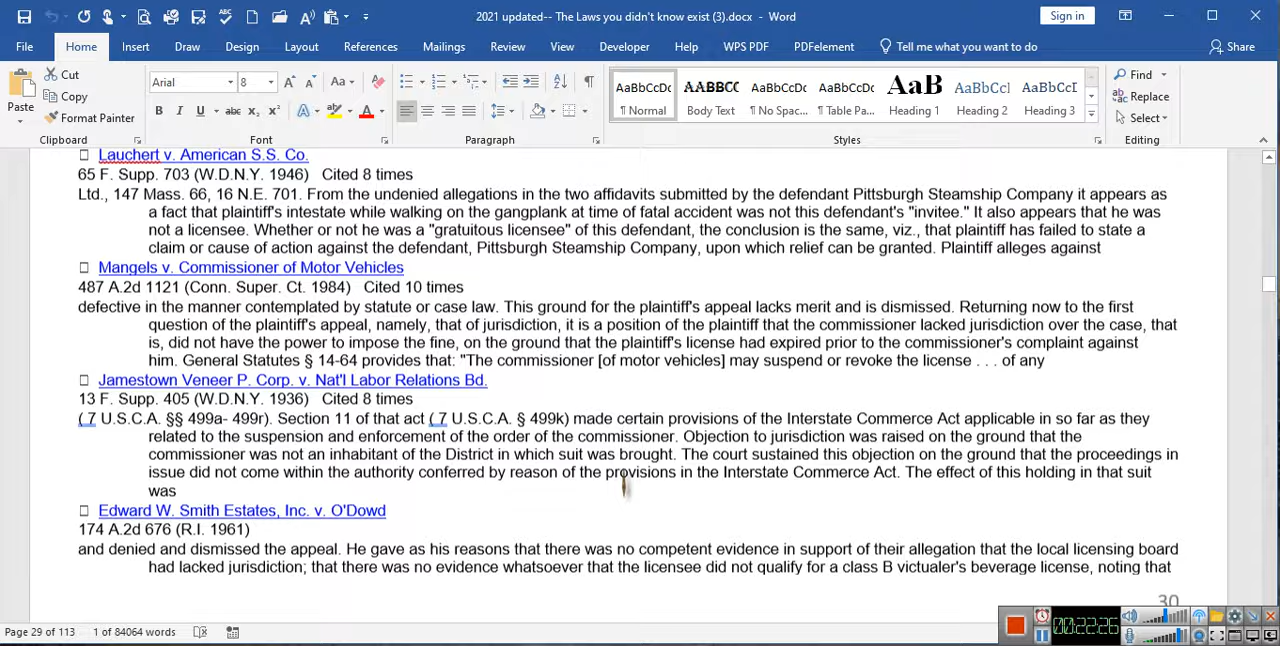 2021 updated-- The Laws you didn't know exist (3).docx - Word
Sign in
File Home Insert Draw Design Layout References Mailings Review View Developer Help WPS PDF PDFelement Tell me what you want to do Share
Paste
Cut
Copy
Format Painter
Clipboard
Arial 8
Font
Paragraph
AaBbCcDc AABBCC AaBbCcDc AaBbCcDc AaB AaBbCcl AaBbCcI
¶ Normal Body Text ¶ No Spac... ¶ Table Pa... Heading 1 Heading 2 Heading 3
Styles
Find
Replace
Select
Editing
Lauchert v. American S.S. Co.
65 F. Supp. 703 (W.D.N.Y. 1946) Cited 8 times
Ltd., 147 Mass. 66, 16 N.E. 701. From the undenied allegations in the two affidavits submitted by the defendant Pittsburgh Steamship Company it appears as
a fact that plaintiff's intestate while walking on the gangplank at time of fatal accident was not this defendant's "invitee." It also appears that he was
not a licensee. Whether or not he was a "gratuitous licensee" of this defendant, the conclusion is the same, viz., that plaintiff has failed to state a
claim or cause of action against the defendant, Pittsburgh Steamship Company, upon which relief can be granted. Plaintiff alleges against
Mangels v. Commissioner of Motor Vehicles
487 A.2d 1121 (Conn. Super. Ct. 1984) Cited 10 times
defective in the manner contemplated by statute or case law. This ground for the plaintiff's appeal lacks merit and is dismissed. Returning now to the first
question of the plaintiff's appeal, namely, that of jurisdiction, it is a position of the plaintiff that the commissioner lacked jurisdiction over the case, that
is, did not have the power to impose the fine, on the ground that the plaintiff's license had expired prior to the commissioner's complaint against
him. General Statutes § 14-64 provides that: "The commissioner [of motor vehicles] may suspend or revoke the license . . . of any
Jamestown Veneer P. Corp. v. Nat'l Labor Relations Bd.
13 F. Supp. 405 (W.D.N.Y. 1936) Cited 8 times
( 7 U.S.C.A. §§ 499a- 499r). Section 11 of that act ( 7 U.S.C.A. § 499k) made certain provisions of the Interstate Commerce Act applicable in so far as they
related to the suspension and enforcement of the order of the commissioner. Objection to jurisdiction was raised on the ground that the
commissioner was not an inhabitant of the District in which suit was brought. The court sustained this objection on the ground that the proceedings in
issue did not come within the authority conferred by reason of the provisions in the Interstate Commerce Act. The effect of this holding in that suit
was
Edward W. Smith Estates, Inc. v. O'Dowd
174 A.2d 676 (R.I. 1961)
and denied and dismissed the appeal. He gave as his reasons that there was no competent evidence in support of their allegation that the local licensing board
had lacked jurisdiction; that there was no evidence whatsoever that the licensee did not qualify for a class B victualer's beverage license, noting that
30
Page 29 of 113 1 of 84064 words
00:22:26